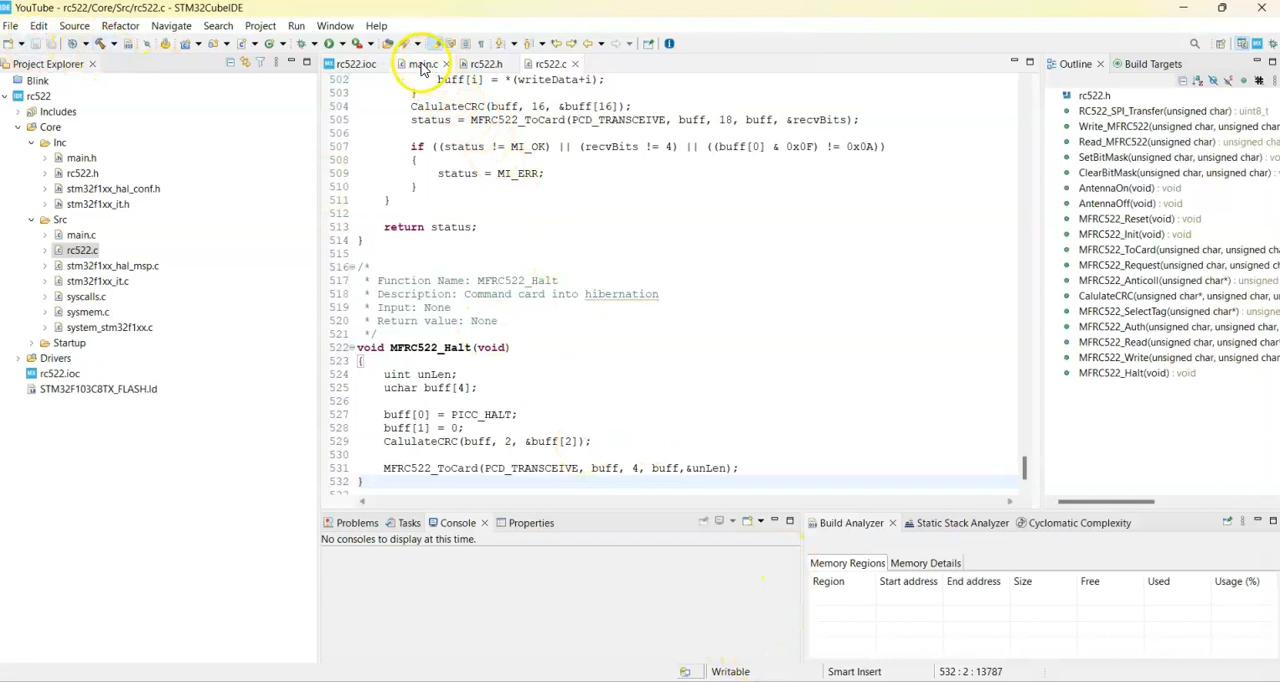 YouTube - rc522/Core/Src/rc522.c - STM32CubeIDE
File Edit Source Refactor Navigate Search Project Run Window Help
Project Explorer
Blink
rc522
Includes
Core
Inc
main.h
rc522.h
stm32f1xx_hal_conf.h
stm32f1xx_it.h
Src
main.c
rc522.c
stm32f1xx_hal_msp.c
stm32f1xx_it.c
syscalls.c
sysmem.c
system_stm32f1xx.c
Startup
Drivers
rc522.ioc
STM32F103C8TX_FLASH.ld
rc522.ioc main.c rc522.h rc522.c
502 buff[i] = *(writeData+i);
503 }
504 CalulateCRC(buff, 16, &buff[16]);
505 status = MFRC522_ToCard(PCD_TRANSCEIVE, buff, 18, buff, &recvBits);
506
507 if ((status != MI_OK) || (recvBits != 4) || ((buff[0] & 0x0F) != 0x0A))
508 {
509 status = MI_ERR;
510 }
511 }
512
513 return status;
514 }
515
516 /*
517 * Function Name: MFRC522_Halt
518 * Description: Command card into hibernation
519 * Input: None
520 * Return value: None
521 */
522 void MFRC522_Halt(void)
523 {
524 uint unLen;
525 uchar buff[4];
526
527 buff[0] = PICC_HALT;
528 buff[1] = 0;
529 CalulateCRC(buff, 2, &buff[2]);
530
531 MFRC522_ToCard(PCD_TRANSCEIVE, buff, 4, buff,&unLen);
532 }
Outline Build Targets
rc522.h
RC522_SPI_Transfer(unsigned char) : uint8_t
Write_MFRC522(unsigned char, unsigned char
Read_MFRC522(unsigned char) : unsigned char
SetBitMask(unsigned char, unsigned char
ClearBitMask(unsigned char, unsigned char
AntennaOn(void) : void
AntennaOff(void) : void
MFRC522_Reset(void) : void
MFRC522_Init(void) : void
MFRC522_ToCard(unsigned char, unsigned char
MFRC522_Request(unsigned char, unsigned
MFRC522_Anticoll(unsigned char*) : unsigned
CalulateCRC(unsigned char*, unsigned char
MFRC522_SelectTag(unsigned char*) :
MFRC522_Auth(unsigned char, unsigned
MFRC522_Read(unsigned char, unsigned
MFRC522_Write(unsigned char, unsigned
MFRC522_Halt(void) : void
Problems Tasks Console Properties
No consoles to display at this time.
Build Analyzer Static Stack Analyzer Cyclomatic Complexity
Memory Regions Memory Details
Region Start address End address Size Free Used Usage (%)
Writable Smart Insert 532 : 2 : 13787